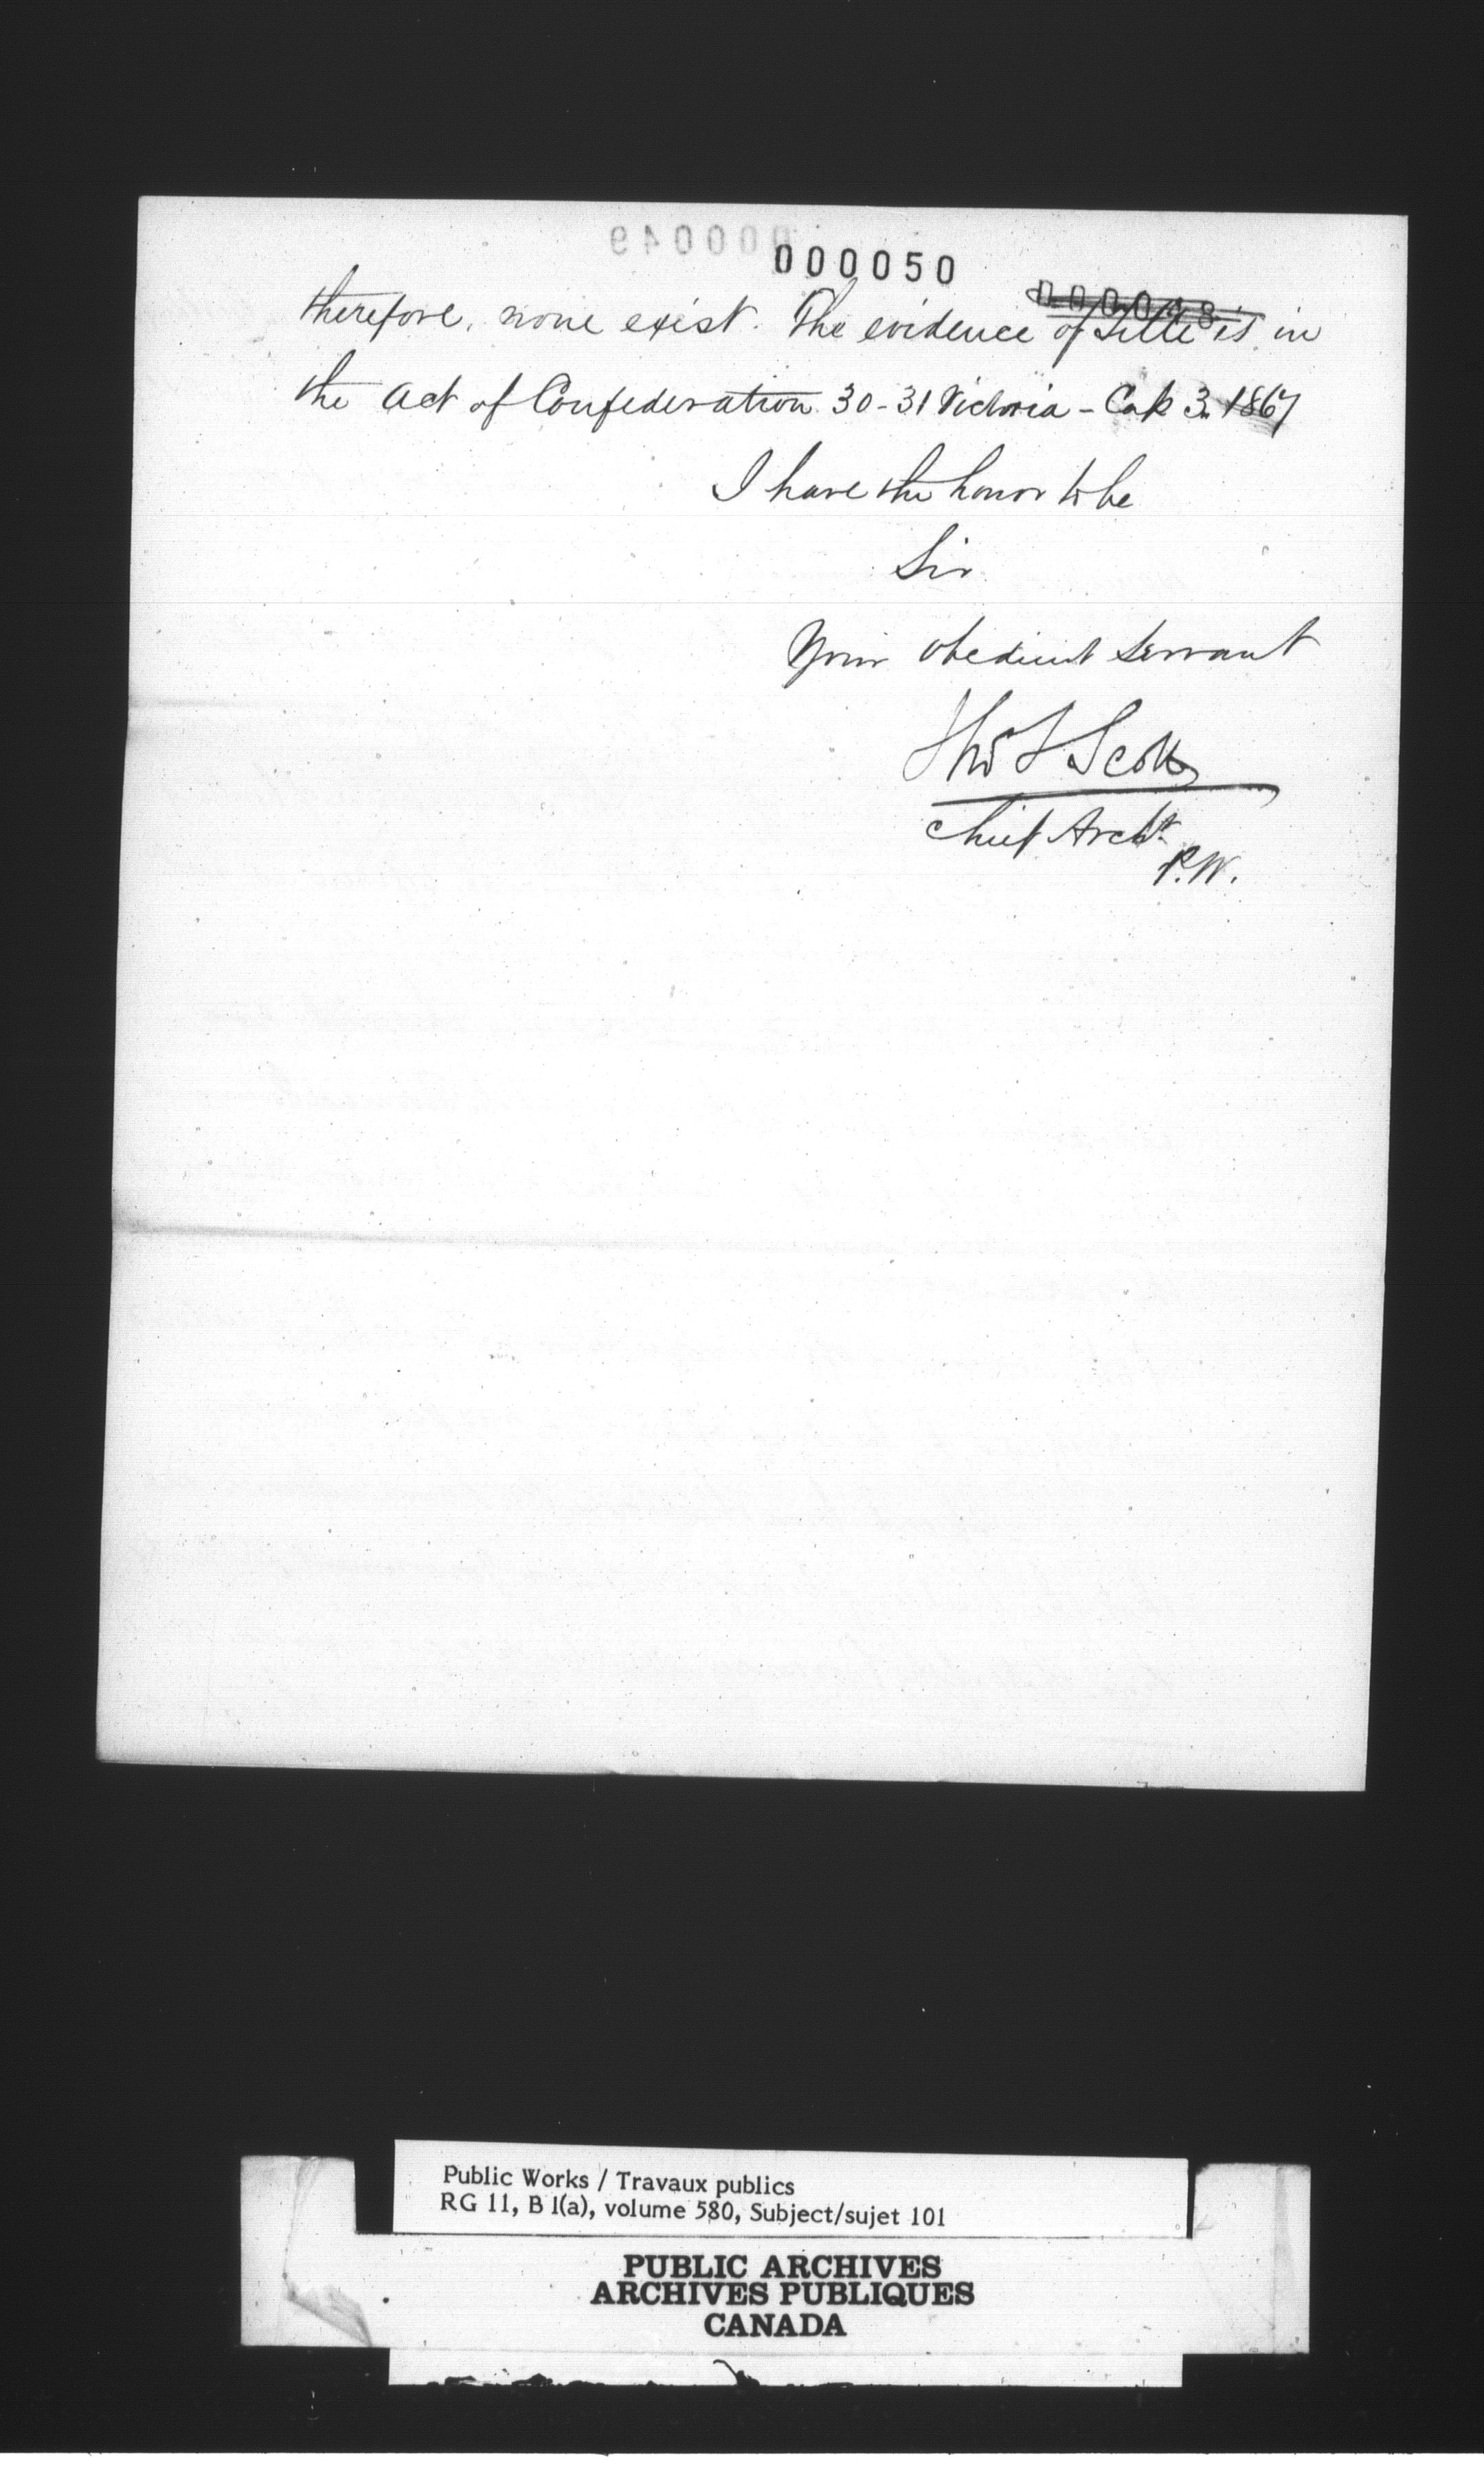 000049
000050
000048
therefore, none exist. The evidence of title is in
the Act of Confederation 30-31 Victoria - Cap 3. 1867
I have the honor to be
Sir
Your obedient servant
Thos S Scott
Chief Archt
P.W.
Public Works / Travaux publics
RG 11, B 1(a), volume 580, Subject/sujet 101
PUBLIC ARCHIVES
ARCHIVES PUBLIQUES
CANADA